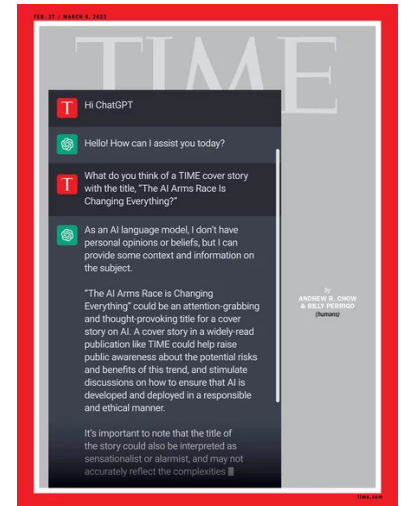 FEB. 27 / MARCH 6, 2023
TIME
T
Hi ChatGPT
Hello! How can I assist you today?
T
What do you think of a TIME cover story
with the title, "The AI Arms Race Is
Changing Everything?"
As an AI language model, I don't have
personal opinions or beliefs, but I can
provide some context and information on
the subject.
"The AI Arms Race is Changing
Everything" could be an attention-grabbing
and thought-provoking title for a cover
story on AI. A cover story in a widely-read
publication like TIME could help raise
public awareness about the potential risks
and benefits of this trend, and stimulate
discussions on how to ensure that AI is
developed and deployed in a responsible
and ethical manner.
It's important to note that the title of
the story could also be interpreted as
sensationalist or alarmist, and may not
accurately reflect the complexities
By
ANDREW R. CHOW
& BILLY PERRIGO
(humans)
time.com